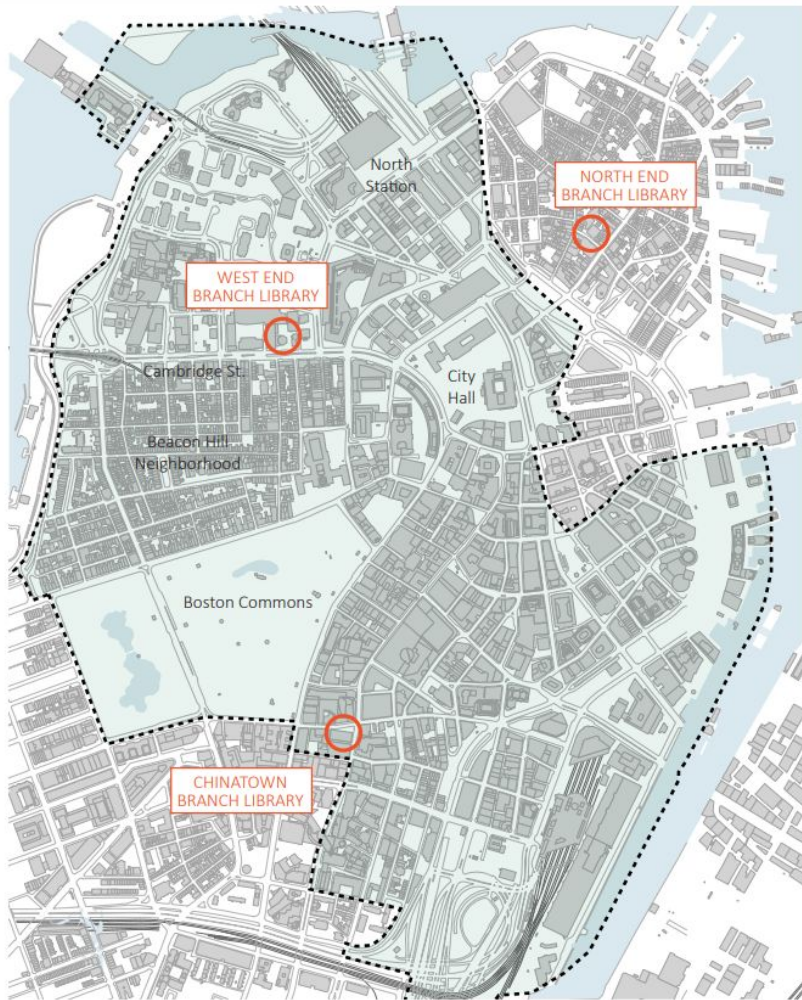 North
Station
NORTH END
BRANCH LIBRARY
WEST END
BRANCH LIBRARY
Cambridge St.
City
Hall
Beacon Hill
Neighborhood
Boston Commons
CHINATOWN
BRANCH LIBRARY